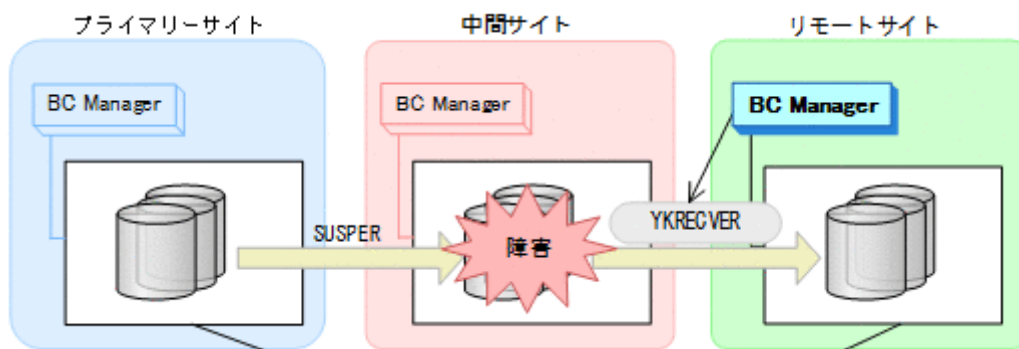 プライマリーサイト
中間サイト
リモートサイト
BC Manager
BC Manager
BC Manager
SUSPER
障害
YKRECVER